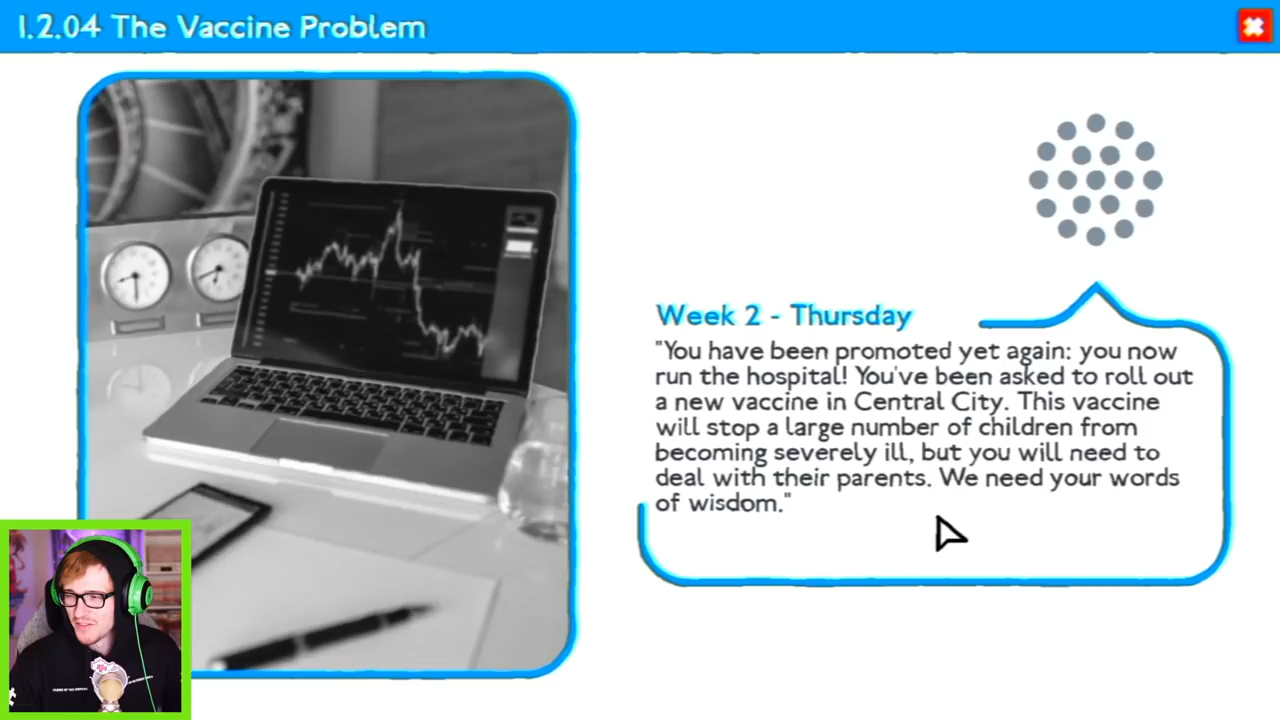 1.2.04 The Vaccine Problem
Week 2 - Thursday
"You have been promoted yet again: you now
run the hospital! You've been asked to roll out
a new vaccine in Central City. This vaccine
will stop a large number of children from
becoming severely ill, but you will need to
deal with their parents. We need your words
of wisdom."